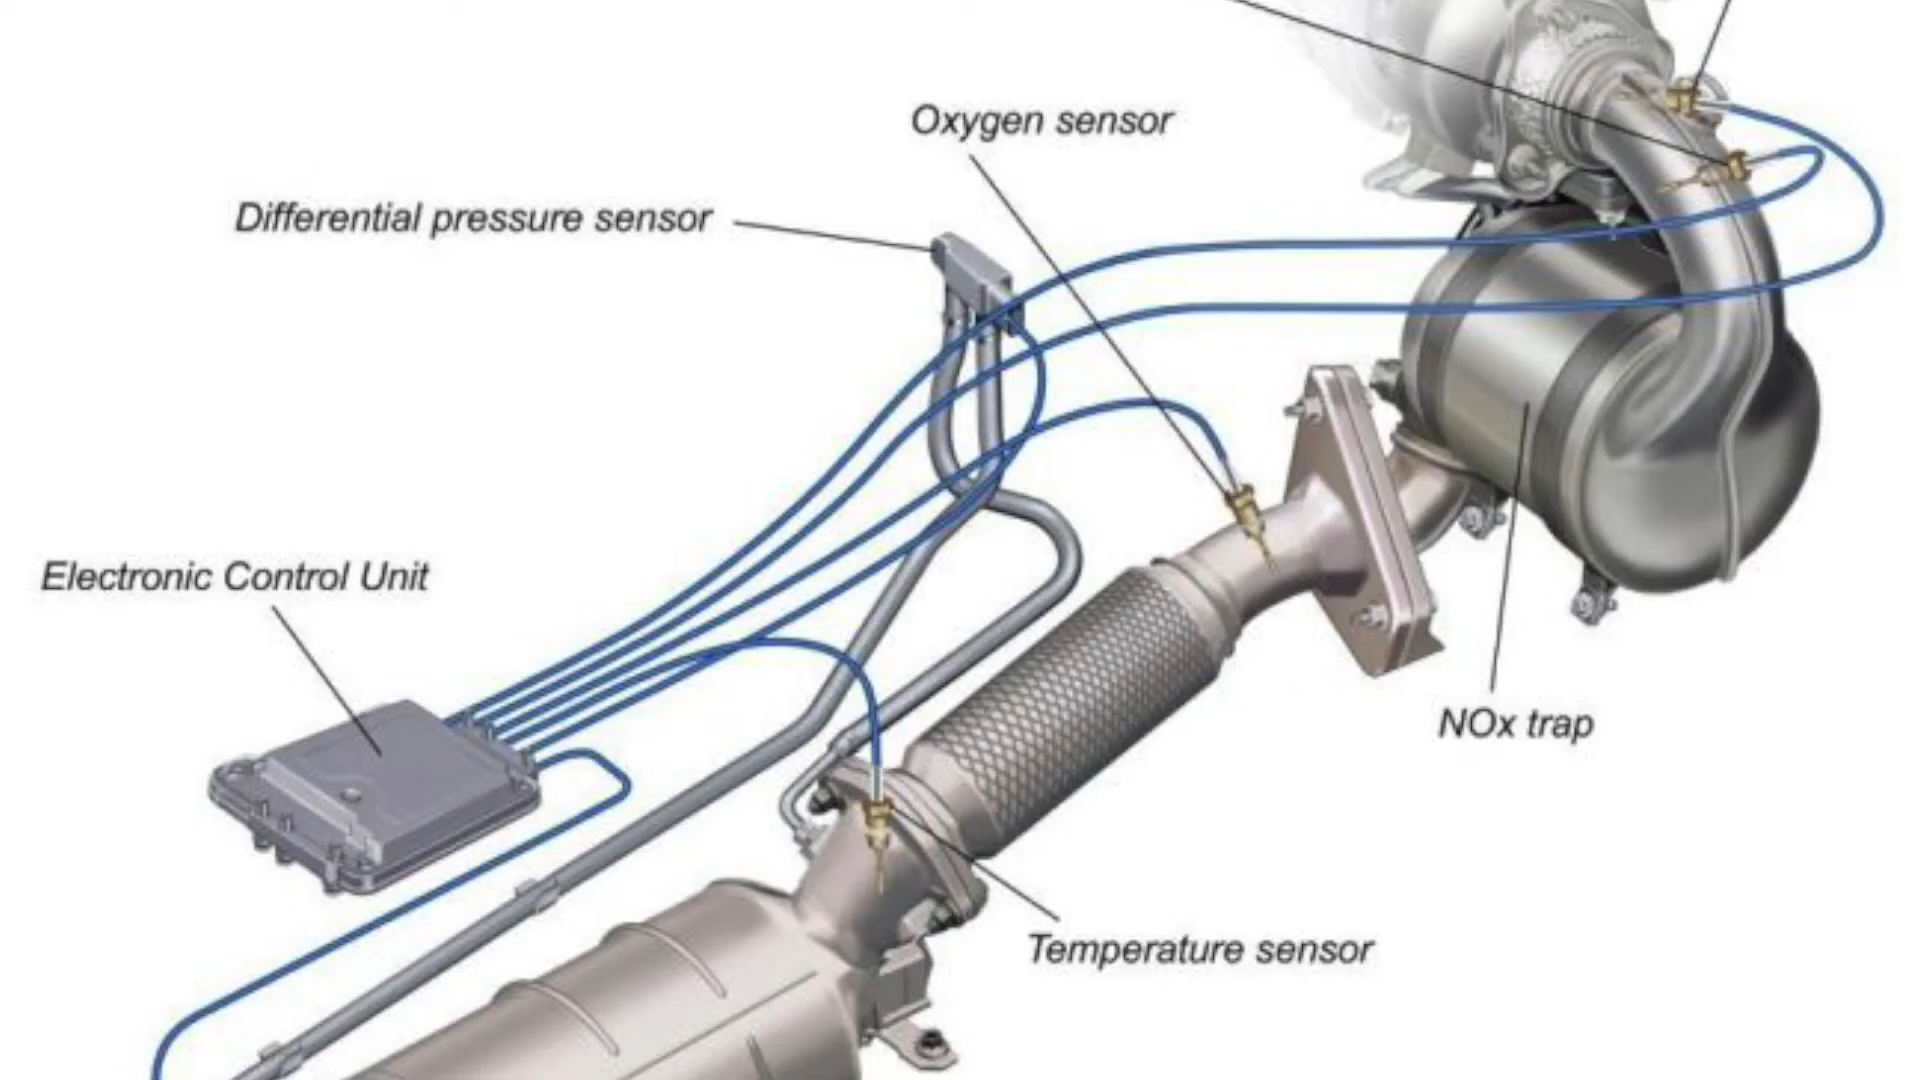 Oxygen sensor
Differential pressure sensor
Electronic Control Unit
NOx trap
Temperature sensor